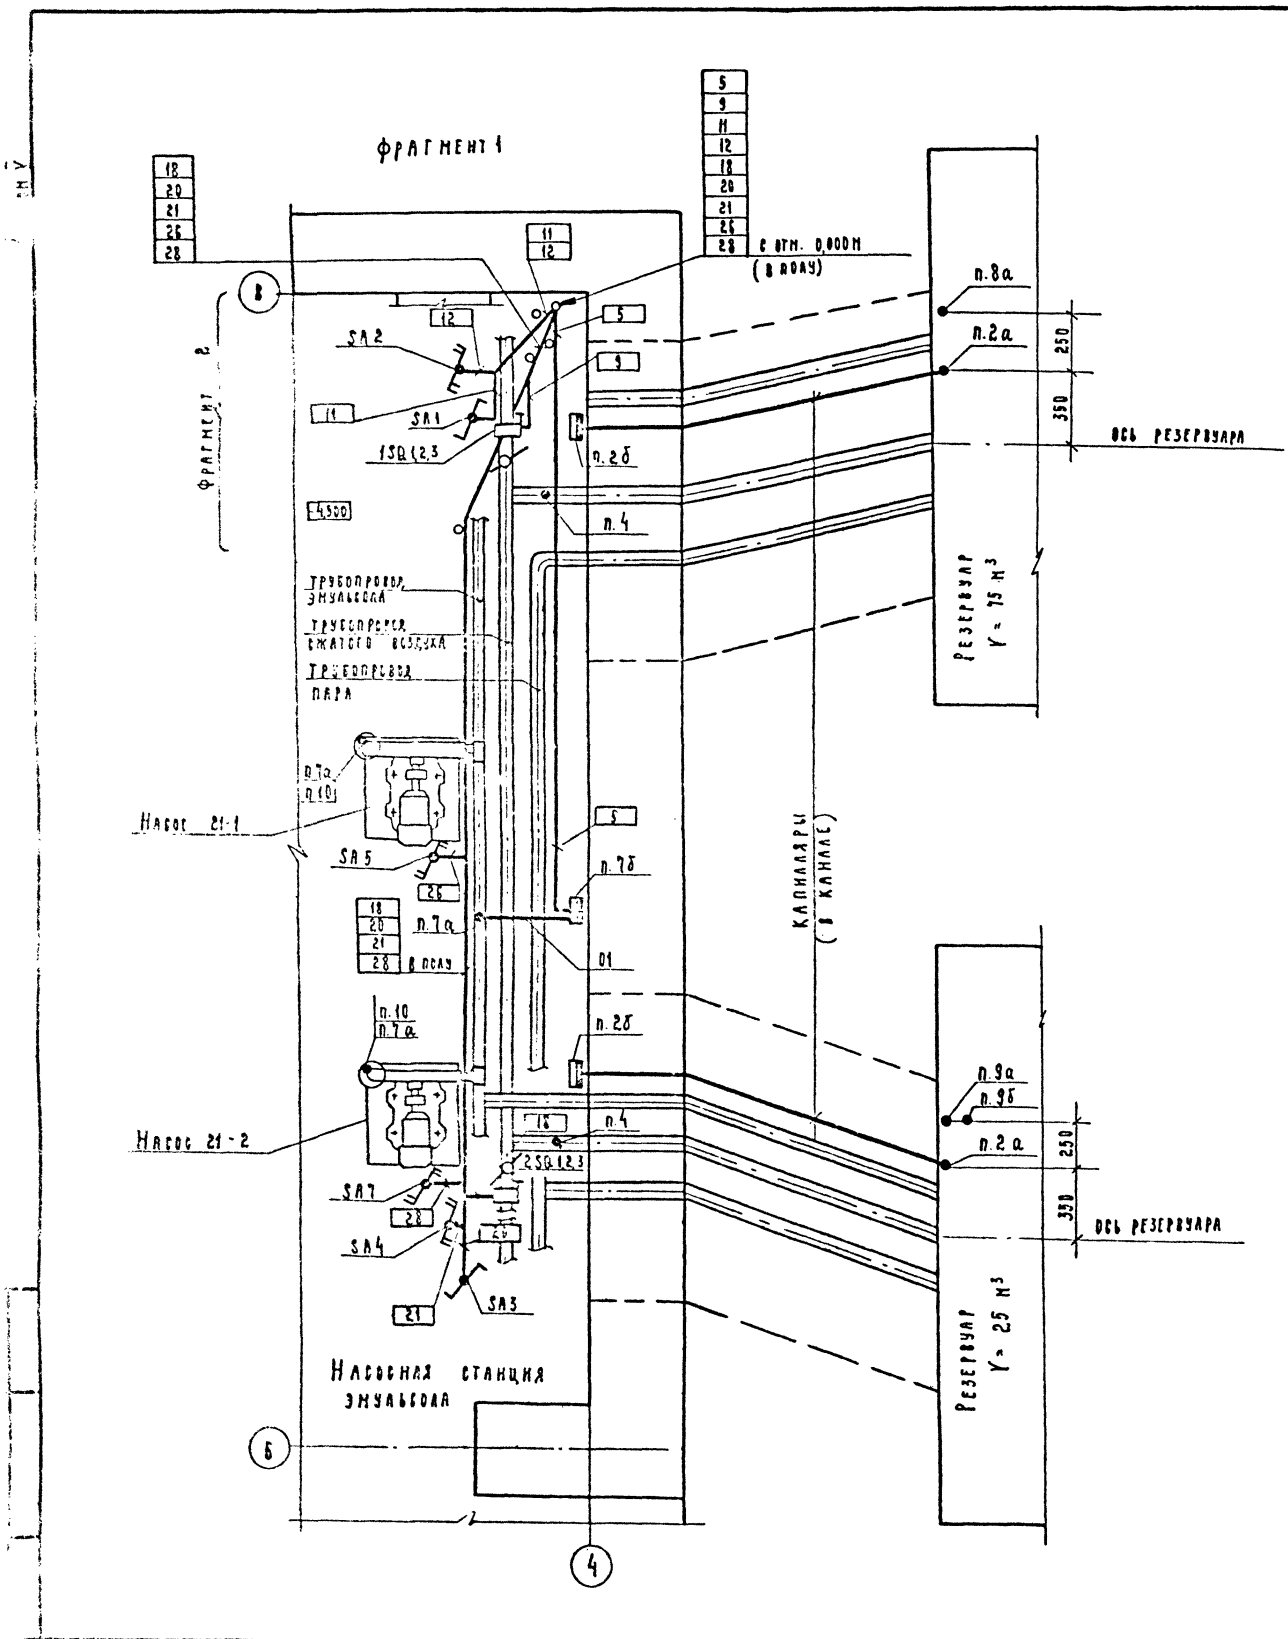 ФРАГМЕНТ 1
18
20
21
26
28
5
9
11
12
18
20
21
26
28
С ОТМ. 0,000М
(В ПОЛУ)
11
12
В
12
5
9
SA2
SA1
11
1SQ1,2,3
п.2б
п.4
-4,500
ФРАГМЕНТ 2
п.8а
п.2а
250
350
ОСЬ РЕЗЕРВУАРА
ТРУБОПРОВОД
ЭМУЛЬСОЛА
ТРУБОПРОВОД
СЖАТОГО ВОЗДУХА
ТРУБОПРОВОД
ПАРА
РЕЗЕРВУАР
V = 75 м³
п.7а
п.10
НАСОС 21-1
SA5
26
5
п.7б
18
20
21
28
В ПОЛУ
п.7а
01
КАПИЛЛЯРЫ
(В КАНАЛЕ)
п.10
п.7а
п.2б
п.9а
п.9б
п.2а
250
350
ОСЬ РЕЗЕРВУАРА
НАСОС 21-2
18
п.4
2SQ1,2,3
SA7
28
SA4
20
21
SA3
РЕЗЕРВУАР
V = 25 м³
НАСОСНАЯ СТАНЦИЯ
ЭМУЛЬСОЛА
Б
4